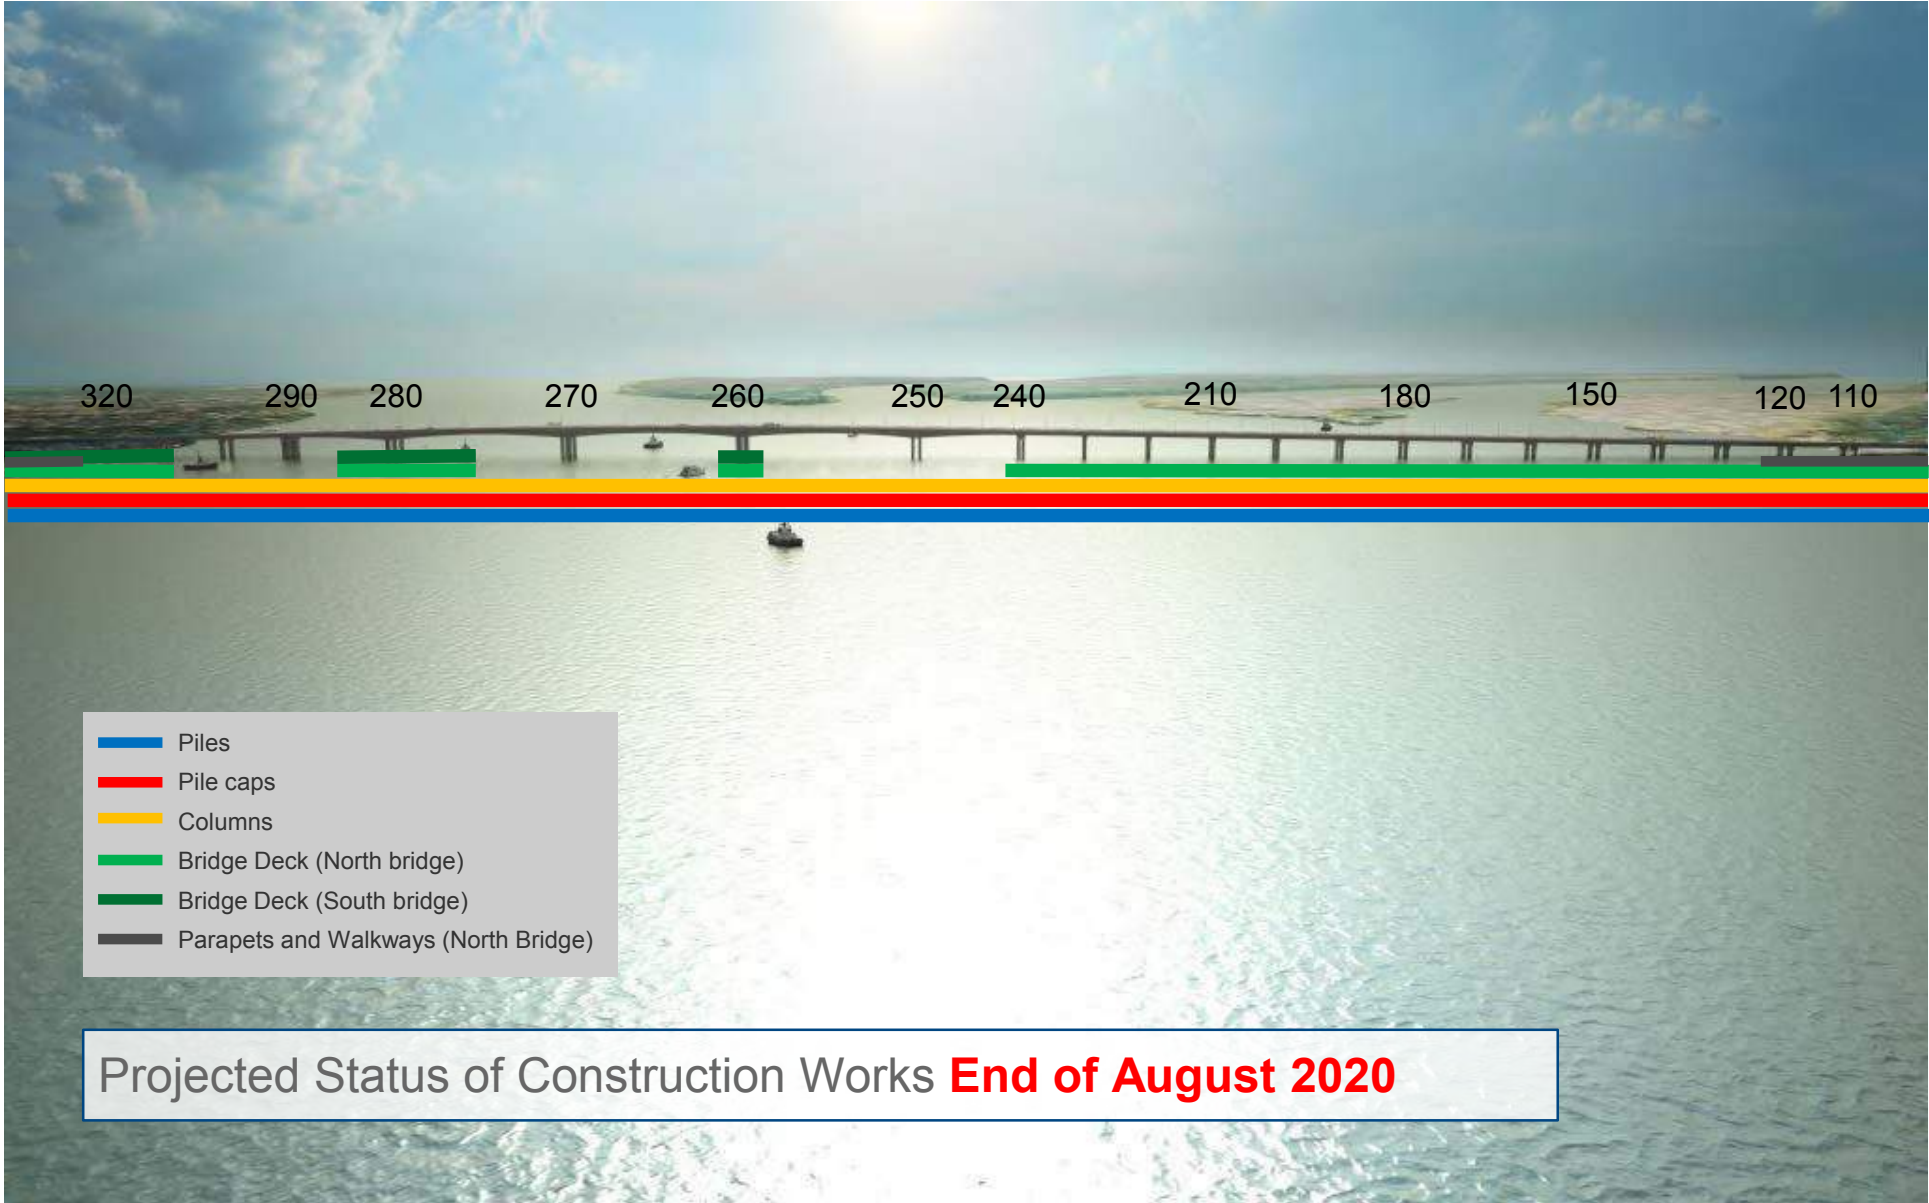 320 290 280 270 260 250 240 210 180 150 120 110
Piles
Pile caps
Columns
Bridge Deck (North bridge)
Bridge Deck (South bridge)
Parapets and Walkways (North Bridge)
Projected Status of Construction Works End of August 2020